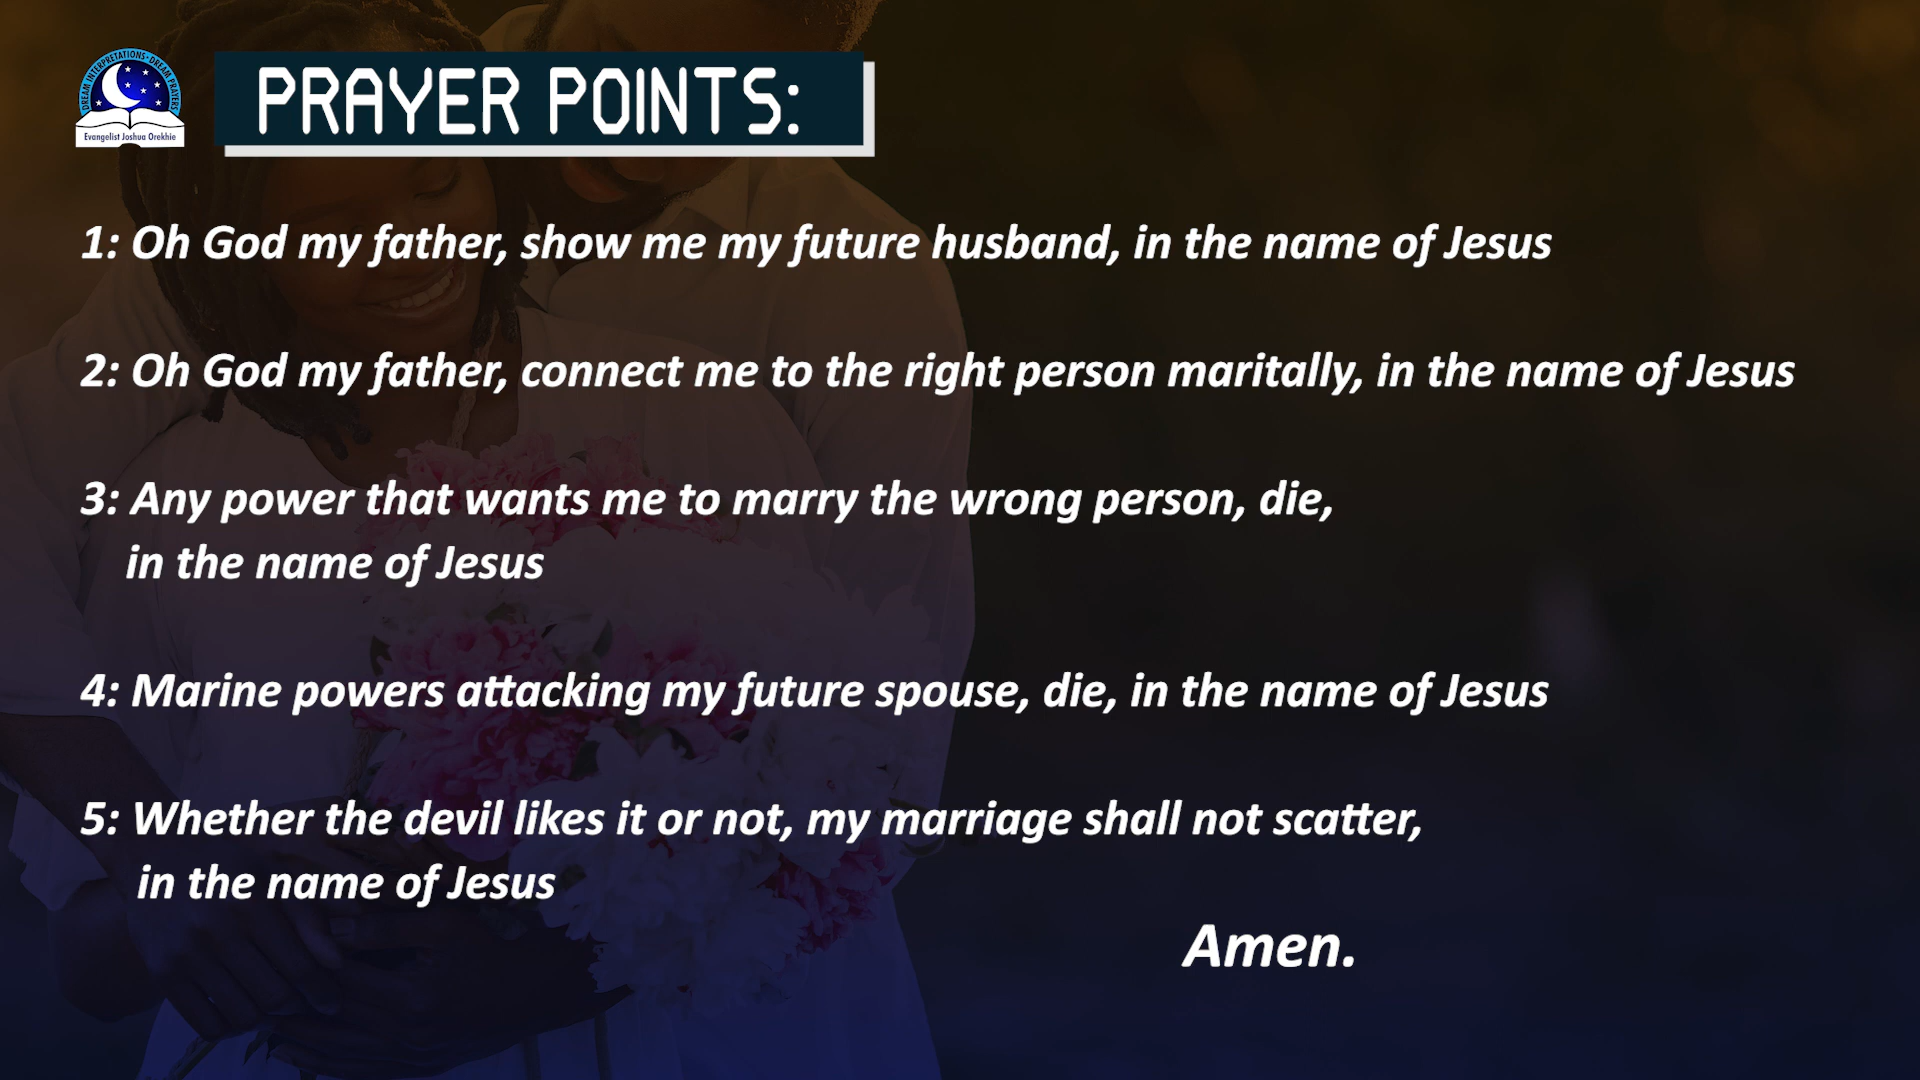 DREAM INTERPRETATIONS · DREAM PRAYERS
Evangelist Joshua Orekhie
PRAYER POINTS:
1: Oh God my father, show me my future husband, in the name of Jesus
2: Oh God my father, connect me to the right person maritally, in the name of Jesus
3: Any power that wants me to marry the wrong person, die,
in the name of Jesus
4: Marine powers attacking my future spouse, die, in the name of Jesus
5: Whether the devil likes it or not, my marriage shall not scatter,
in the name of Jesus
Amen.